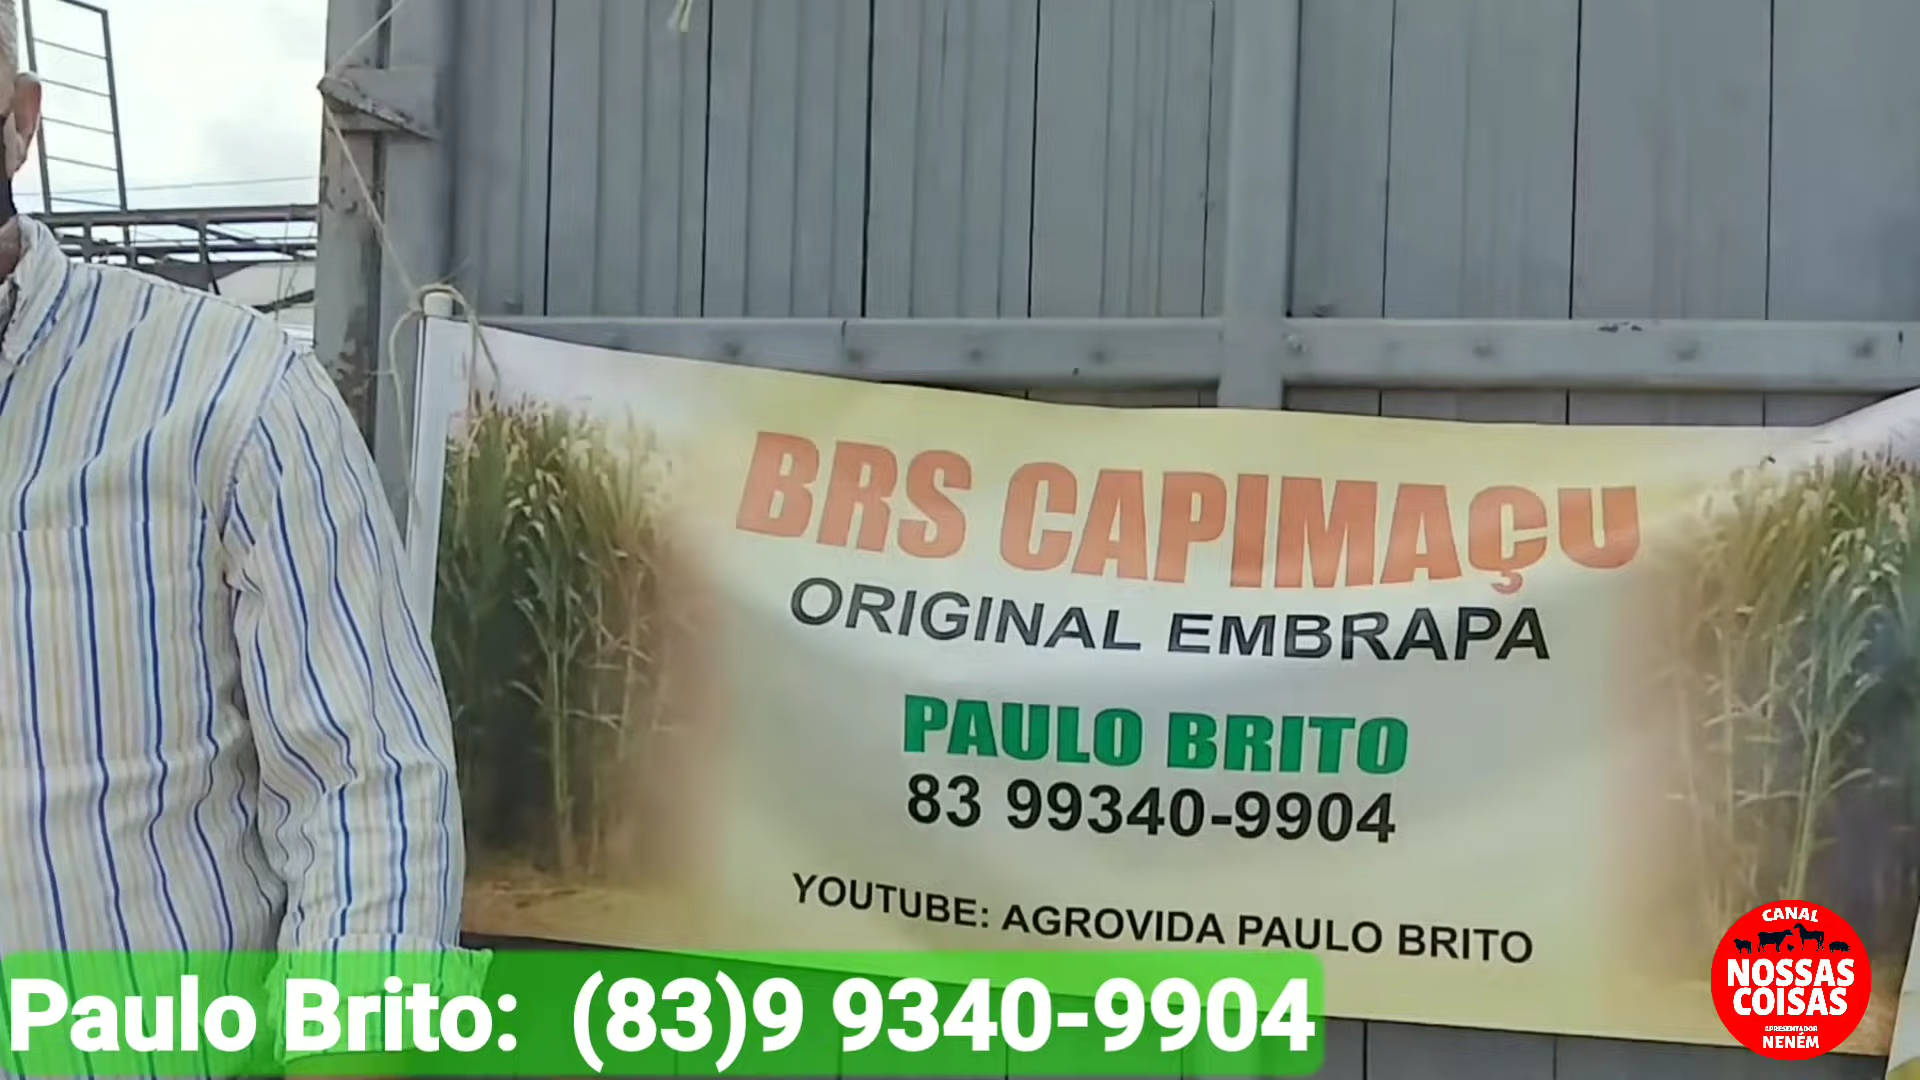 BRS CAPIMAÇU
ORIGINAL EMBRAPA
PAULO BRITO
83 99340-9904
YOUTUBE: AGROVIDA PAULO BRITO
Paulo Brito: (83)9 9340-9904
CANAL
NOSSAS
COISAS
APRESENTADOR
NENÉM